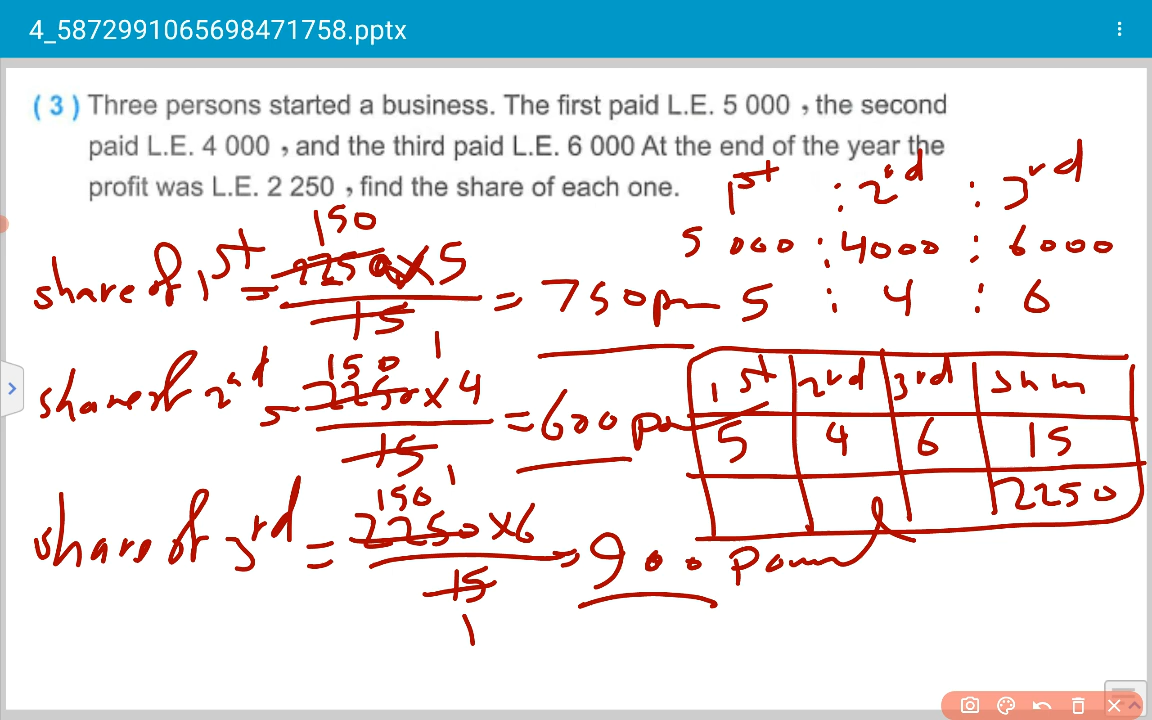 4_5872991065698471758.pptx
( 3 ) Three persons started a business. The first paid L.E. 5 000 , the second
paid L.E. 4 000 , and the third paid L.E. 6 000 At the end of the year the
profit was L.E. 2 250 , find the share of each one.
1st : 2nd : 3rd
5 000 : 4000 : 6000
5 : 4 : 6
150
share of 1st = 2250 × 5 = 750
15
1
1st 2nd 3rd sum
5 4 6 15
2250
150
share of 2nd = 2250 × 4 = 600
15
1
150
share of 3rd = 2250 × 6 = 900 pound
15
1